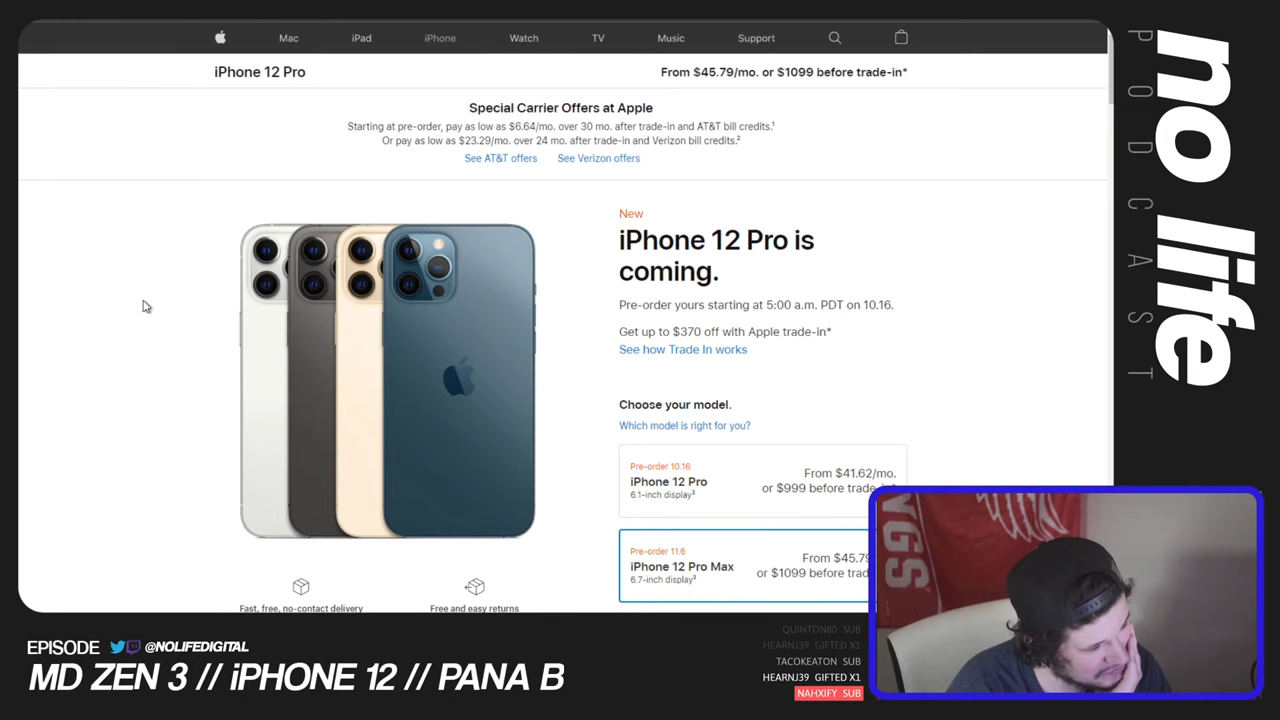 Mac
iPad
iPhone
Watch
TV
Music
Support
iPhone 12 Pro
From $45.79/mo. or $1099 before trade-in*
Special Carrier Offers at Apple
Starting at pre-order, pay as low as $6.64/mo. over 30 mo. after trade-in and AT&T bill credits.¹
Or pay as low as $23.29/mo. over 24 mo. after trade-in and Verizon bill credits.²
See AT&T offers
See Verizon offers
New
iPhone 12 Pro is
coming.
Pre-order yours starting at 5:00 a.m. PDT on 10.16.
Get up to $370 off with Apple trade-in*
See how Trade In works
Choose your model.
Which model is right for you?
Pre-order 10.16
iPhone 12 Pro
6.1-inch display³
From $41.62/mo.
or $999 before trade-in*
Pre-order 11.6
iPhone 12 Pro Max
6.7-inch display³
From $45.79
or $1099 before trad
Fast, free, no-contact delivery
Free and easy returns
PODCAST
no life
NGS
EPISODE
@NOLIFEDIGITAL
MD ZEN 3 // iPHONE 12 // PANA B
QUINTON80 SUB
HEARNJ39 GIFTED X1
TACOKEATON SUB
HEARNJ39 GIFTED X1
NAHXIFY SUB